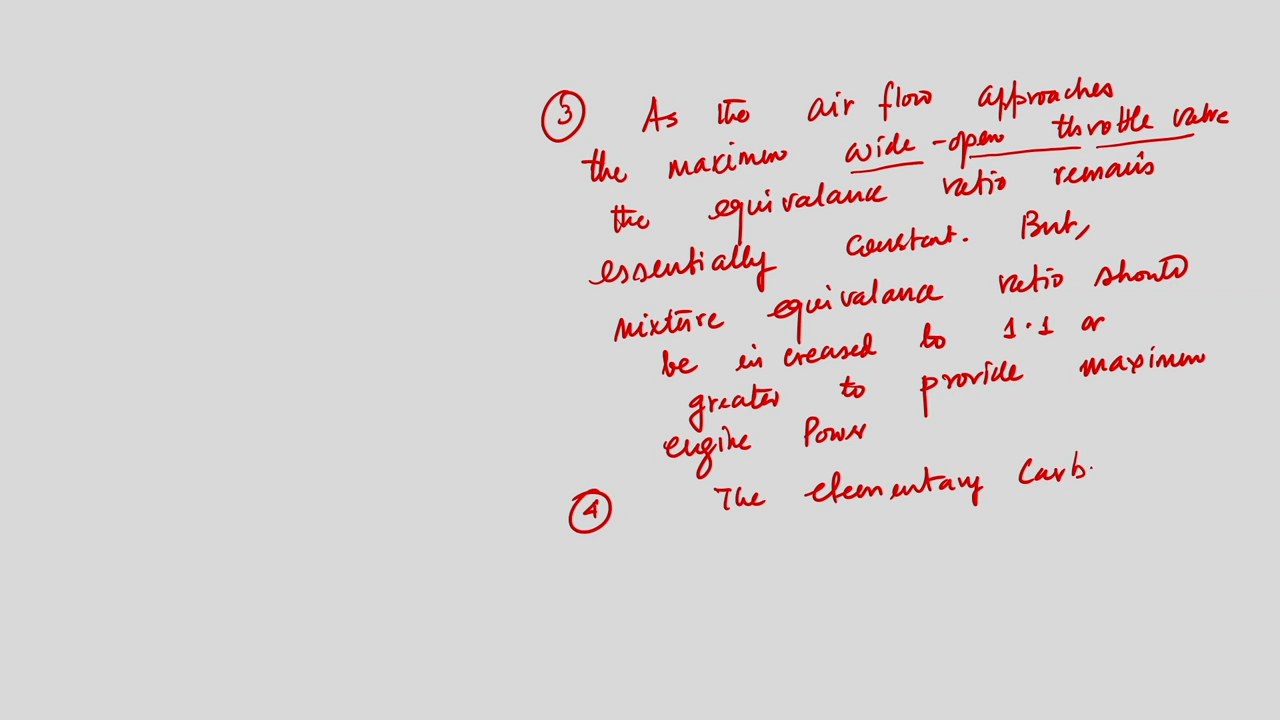 ③ As the air flow approaches
the maximum wide-open throttle valve
the equivalance ratio remains
essentially constant. But,
mixture equivalance ratio should
be increased to 1.1 or
greater to provide maximum
engine Power
④ The elementary Carb.